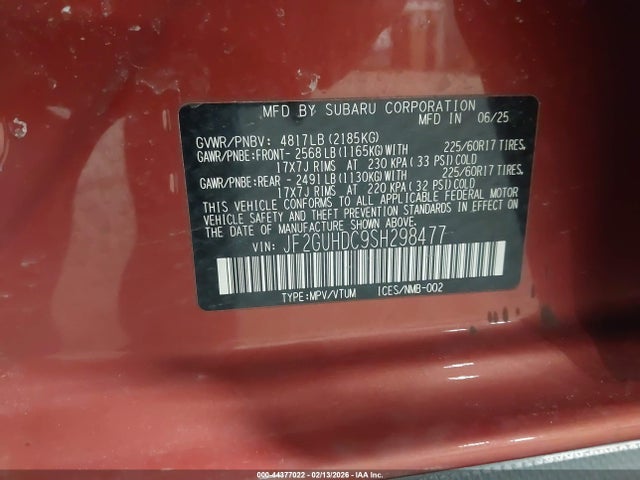 MFD BY SUBARU CORPORATION
MFD IN 06/25
GVWR/PNBV: 4817LB (2185KG)
GAWR/PNBE:FRONT-2568LB(1165KG)WITH 225/60R17 TIRES,
17X7J RIMS AT 230 KPA (33 PSI)COLD
GAWR/PNBE:REAR -2491LB(1130KG)WITH 225/60R17 TIRES,
17X7J RIMS AT 220 KPA (32 PSI)COLD
THIS VEHICLE CONFORMS TO ALL APPLICABLE FEDERAL MOTOR
VEHICLE SAFETY AND THEFT PREVENTION STANDARDS IN EFFECT ON
THE DATE OF MANUFACTURE SHOWN ABOVE.
VIN: JF2GUHDC9SH298477
TYPE:MPV/VTUM ICES/NMB-002
000-44377022 - 02/13/2026 - COPYRIGHT © IAA, LLC